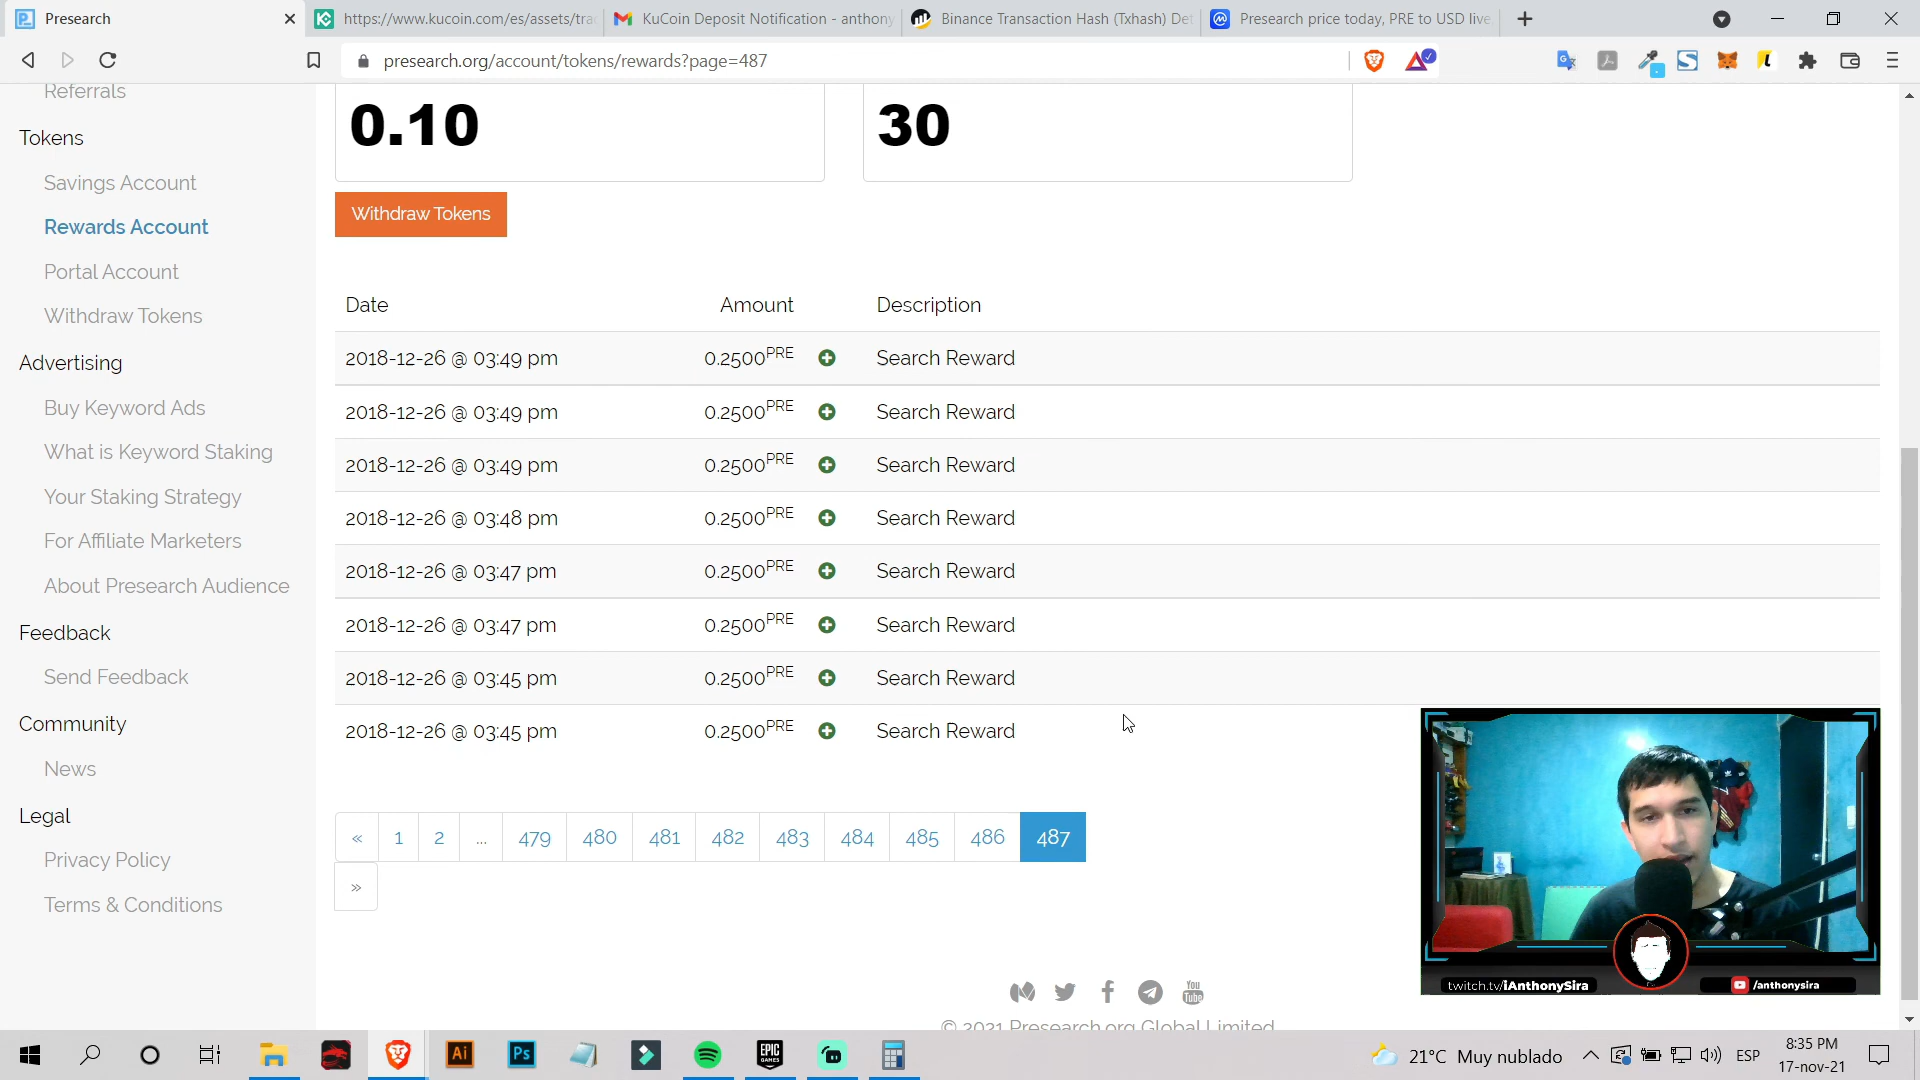 Presearch
https://www.kucoin.com/es/assets/tra
KuCoin Deposit Notification - anthony
Binance Transaction Hash (Txhash) Det
Presearch price today, PRE to USD live
presearch.org/account/tokens/rewards?page=487
Referrals
Tokens
Savings Account
Rewards Account
Portal Account
Withdraw Tokens
Advertising
Buy Keyword Ads
What is Keyword Staking
Your Staking Strategy
For Affiliate Marketers
About Presearch Audience
Feedback
Send Feedback
Community
News
Legal
Privacy Policy
Terms & Conditions
0.10
30
Withdraw Tokens
Date Amount Description
2018-12-26 @ 03:49 pm 0.2500PRE Search Reward
2018-12-26 @ 03:49 pm 0.2500PRE Search Reward
2018-12-26 @ 03:49 pm 0.2500PRE Search Reward
2018-12-26 @ 03:48 pm 0.2500PRE Search Reward
2018-12-26 @ 03:47 pm 0.2500PRE Search Reward
2018-12-26 @ 03:47 pm 0.2500PRE Search Reward
2018-12-26 @ 03:45 pm 0.2500PRE Search Reward
2018-12-26 @ 03:45 pm 0.2500PRE Search Reward
« 1 2 ... 479 480 481 482 483 484 485 486 487
»
You
Tube
© 2021 Presearch.org Global Limited
twitch.tv/iAnthonySira
/anthonysira
Ai
Ps
EPIC
GAMES
21°C Muy nublado
ESP
8:35 PM
17-nov-21